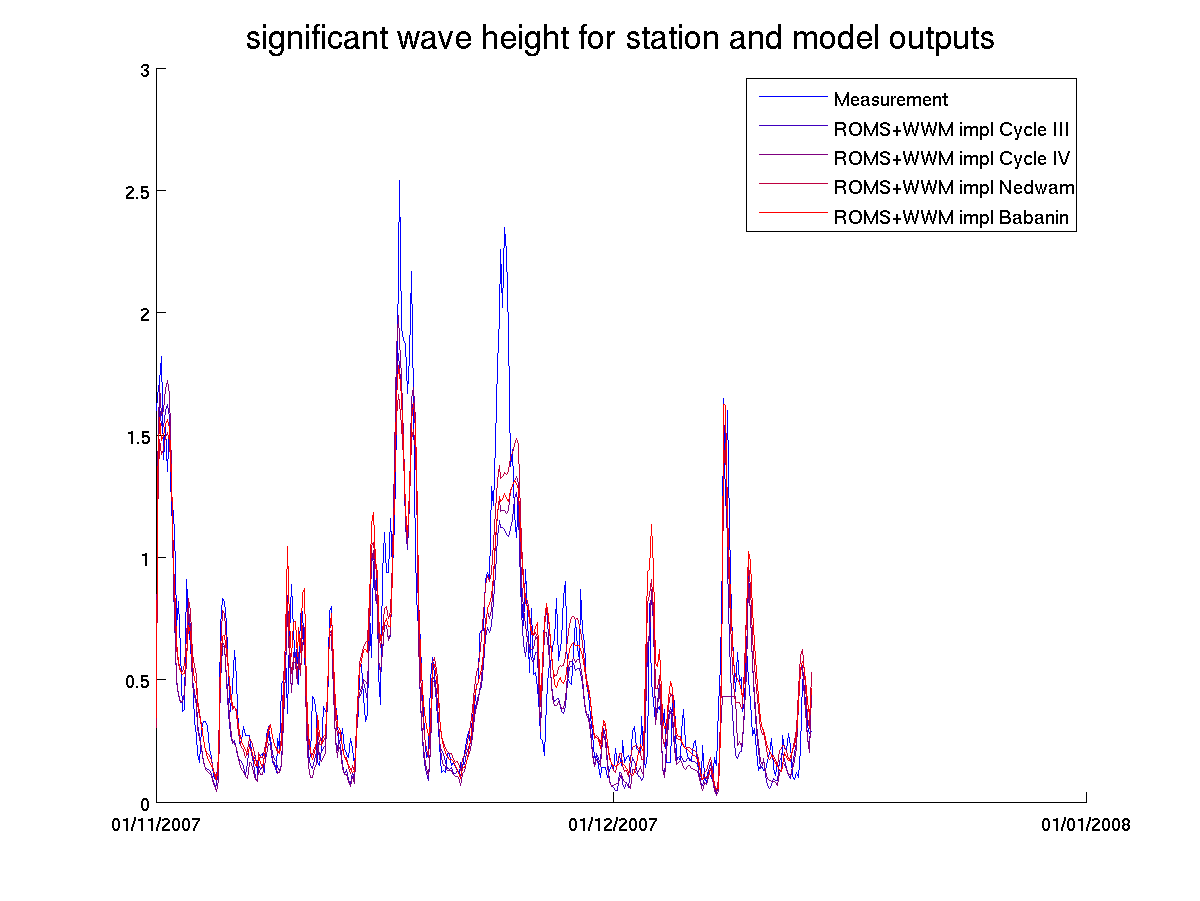 significant wave height for station and model outputs
3
2.5
2
1.5
1
0.5
0
01/11/2007
01/12/2007
01/01/2008
Measurement
ROMS+WWM impl Cycle III
ROMS+WWM impl Cycle IV
ROMS+WWM impl Nedwam
ROMS+WWM impl Babanin